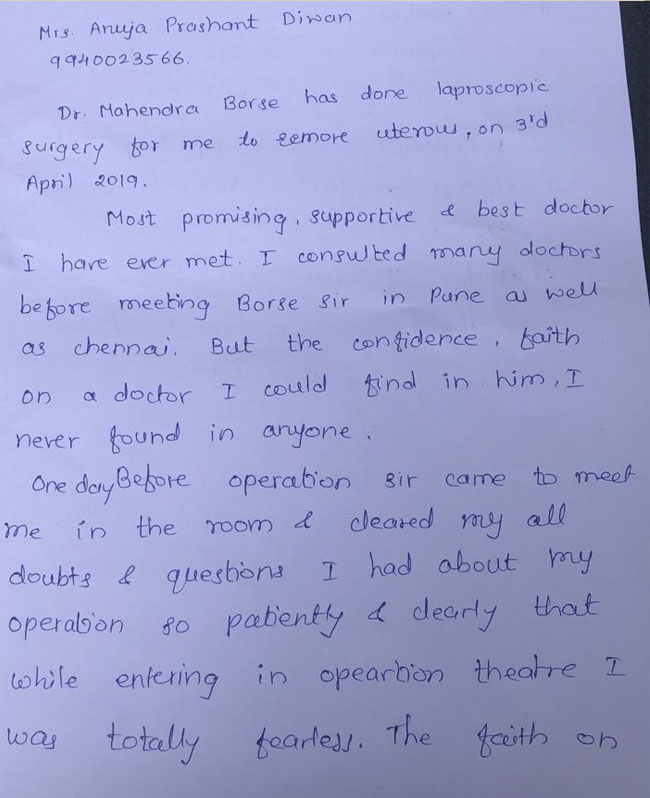 Mrs. Anuja Prashant Diwan
9940023566.
Dr. Mahendra Borse has done laproscopic
surgery for me to remove uterous, on 3'd
April 2019.
Most promising, supportive & best doctor
I have ever met. I consulted many doctors
before meeting Borse sir in Pune as well
as chennai. But the confidence, faith
on a doctor I could find in him, I
never found in anyone.
One day Before operation sir came to meet
me in the room & cleared my all
doubts & questions I had about my
operation so patiently & clearly that
while entering in opeartion theatre I
was totally fearless. The faith on